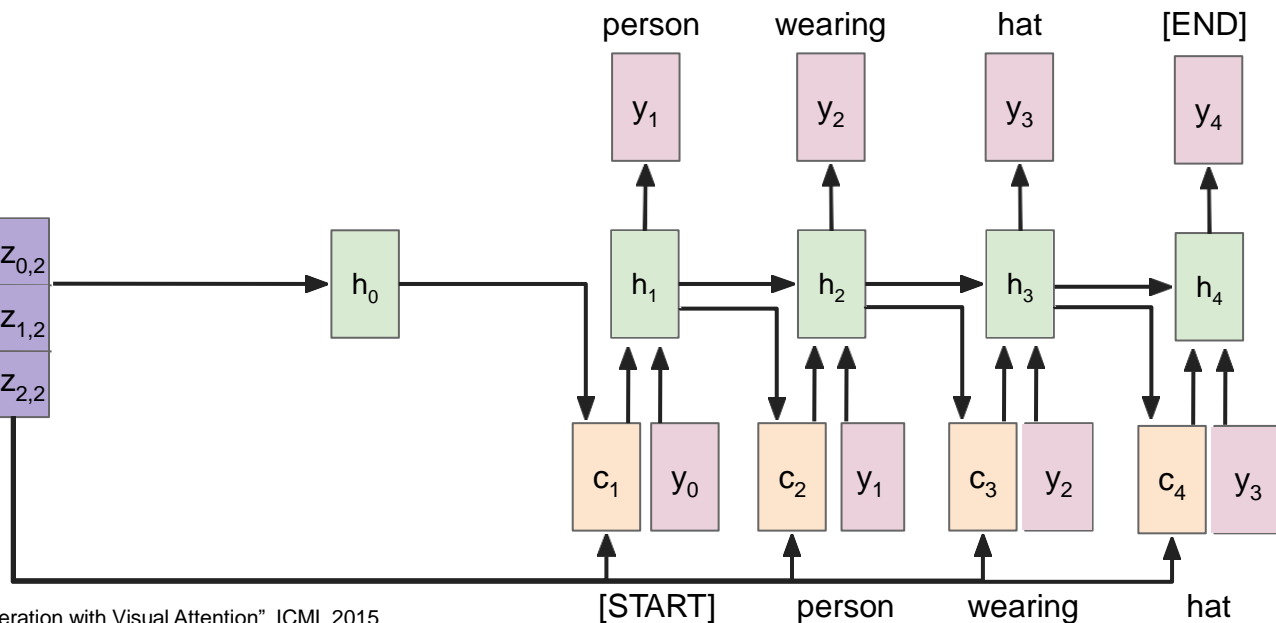 person wearing hat [END]
y1 y2 y3 y4
z0,2
z1,2
z2,2
h0 h1 h2 h3 h4
c1 y0 c2 y1 c3 y2 c4 y3
[START] person wearing hat
with Visual Attention”, ICML 2015